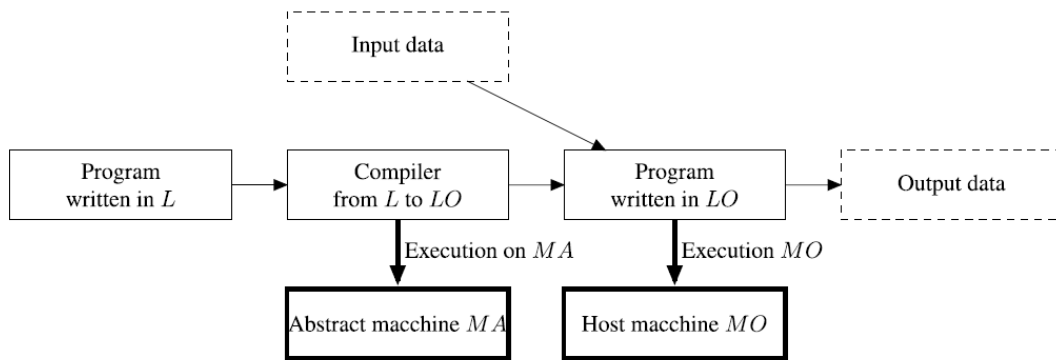 Input data
Program
written in L
Compiler
from L to LO
Program
written in LO
Output data
Execution on MA
Execution MO
Abstract macchine MA
Host macchine MO